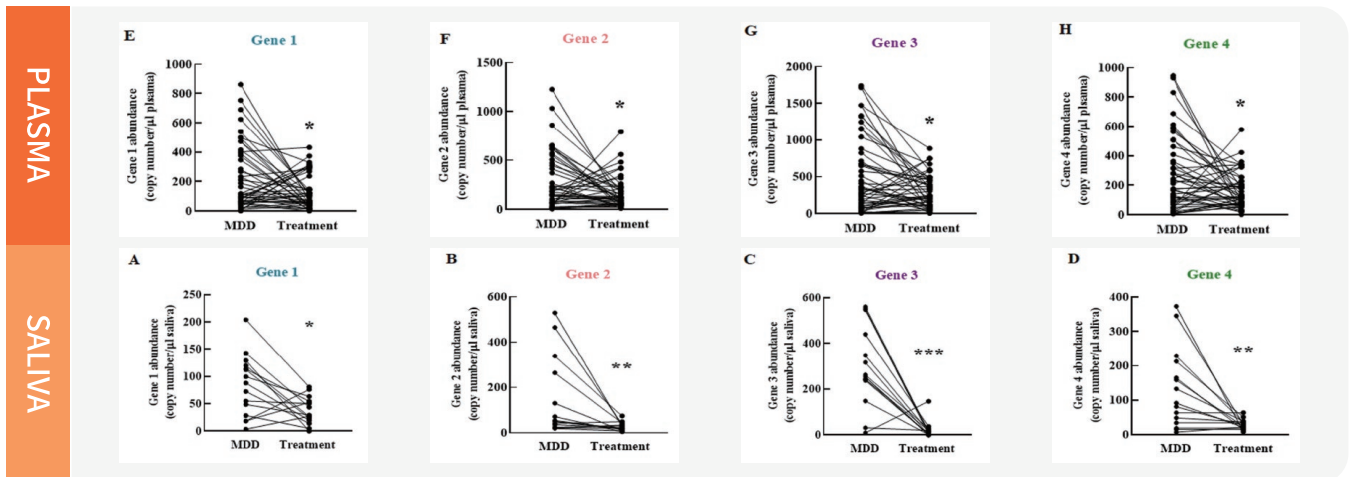 PLASMA
E
Gene 1
Gene 1 abundance
(copy number/µl plsama)
1000
800
600
400
200
0
*
MDD Treatment
F
Gene 2
Gene 2 abundance
(copy number/µl plsama)
1500
1000
500
0
*
MDD Treatment
G
Gene 3
Gene 3 abundance
(copy number/µl plsama)
2000
1500
1000
500
0
*
MDD Treatment
H
Gene 4
Gene 4 abundance
(copy number/µl plsama)
1000
800
600
400
200
0
*
MDD Treatment
SALIVA
A
Gene 1
Gene 1 abundance
(copy number/µl saliva)
250
200
150
100
50
0
*
MDD Treatment
B
Gene 2
Gene 2 abundance
(copy number/µl saliva)
600
400
200
0
**
MDD Treatment
C
Gene 3
Gene 3 abundance
(copy number/µl saliva)
600
400
200
0
***
MDD Treatment
D
Gene 4
Gene 4 abundance
(copy number/µl saliva)
400
300
200
100
0
**
MDD Treatment